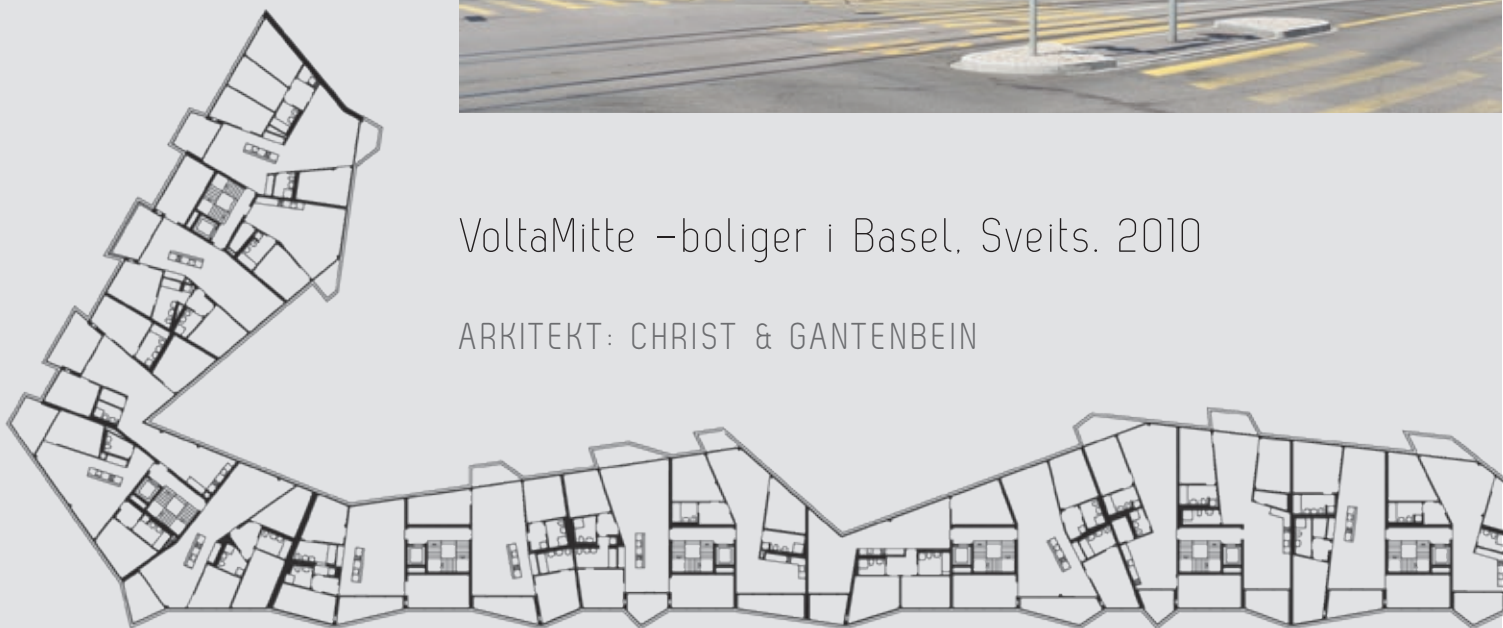 VoltaMitte –boliger i Basel, Sveits. 2010
ARKITEKT: CHRIST & GANTENBEIN